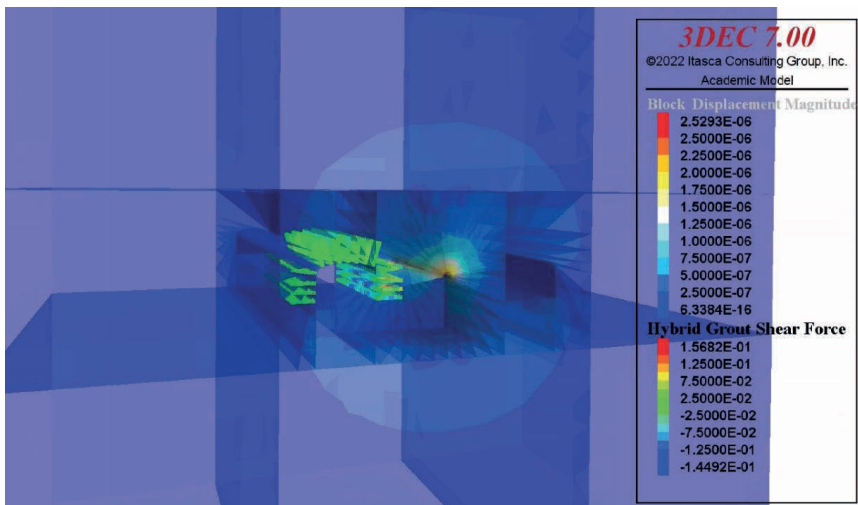 3DEC 7.00
©2022 Itasca Consulting Group, Inc.
Academic Model
Block Displacement Magnitude
2.5293E-06
2.5000E-06
2.2500E-06
2.0000E-06
1.7500E-06
1.5000E-06
1.2500E-06
1.0000E-06
7.5000E-07
5.0000E-07
2.5000E-07
6.3384E-16
Hybrid Grout Shear Force
1.5682E-01
1.2500E-01
7.5000E-02
2.5000E-02
-2.5000E-02
-7.5000E-02
-1.2500E-01
-1.4492E-01